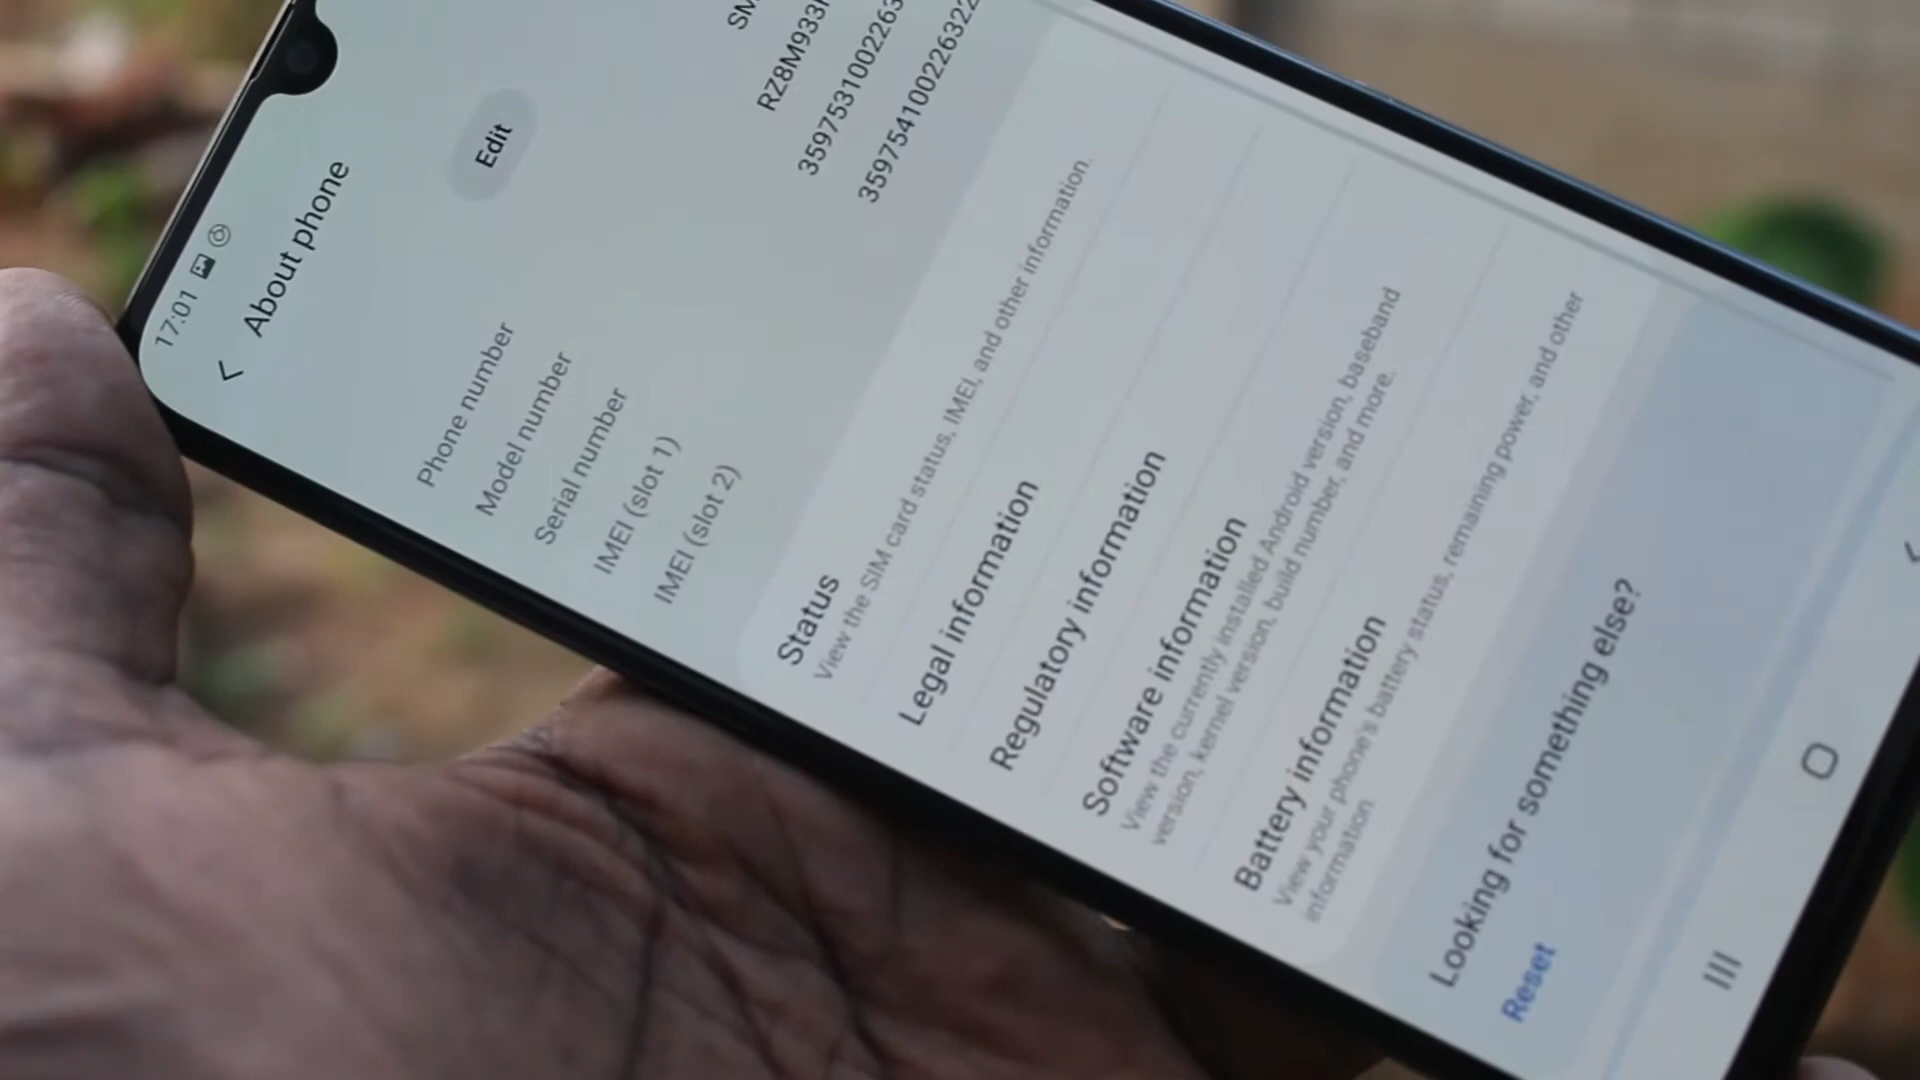 17:01
About phone
Edit
Phone number
Model number SM
Serial number RZ8M933
IMEI (slot 1) 35975310022263
IMEI (slot 2) 359754100226322
Status
View the SIM card status, IMEI, and other information.
Legal information
Regulatory information
Software information
View the currently installed Android version, baseband
version, kernel version, build number, and more.
Battery information
View your phone's battery status, remaining power, and other
information.
Looking for something else?
Reset